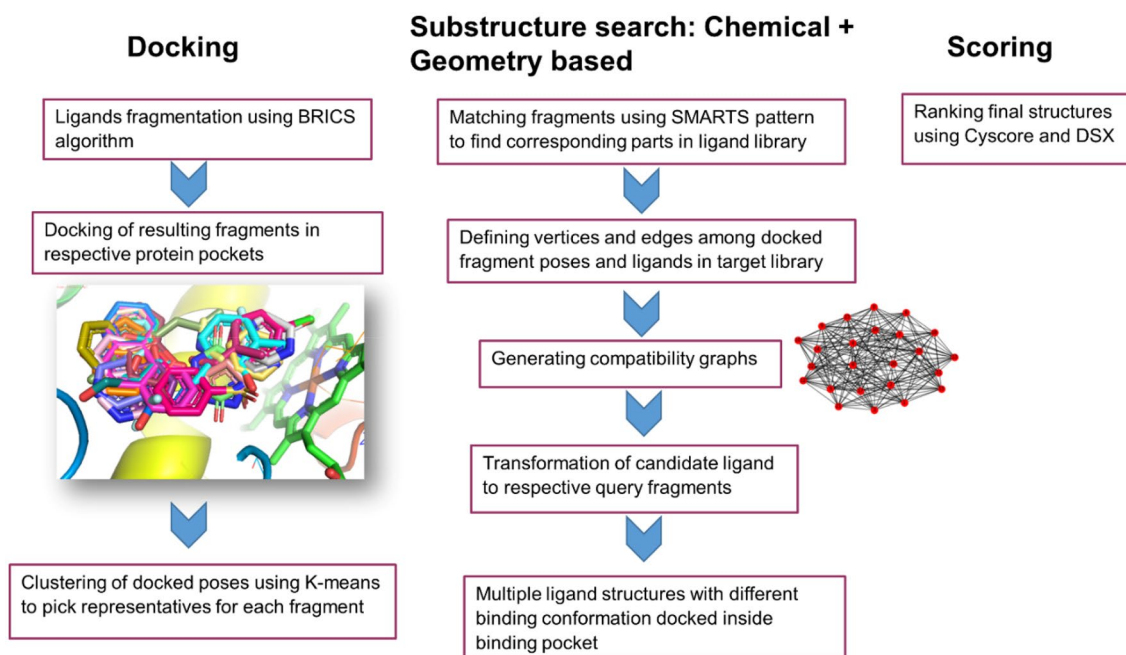 Docking
Ligands fragmentation using BRICS
algorithm
Docking of resulting fragments in
respective protein pockets
Clustering of docked poses using K-means
to pick representatives for each fragment
Substructure search: Chemical +
Geometry based
Matching fragments using SMARTS pattern
to find corresponding parts in ligand library
Defining vertices and edges among docked
fragment poses and ligands in target library
Generating compatibility graphs
Transformation of candidate ligand
to respective query fragments
Multiple ligand structures with different
binding conformation docked inside
binding pocket
Scoring
Ranking final structures
using Cyscore and DSX